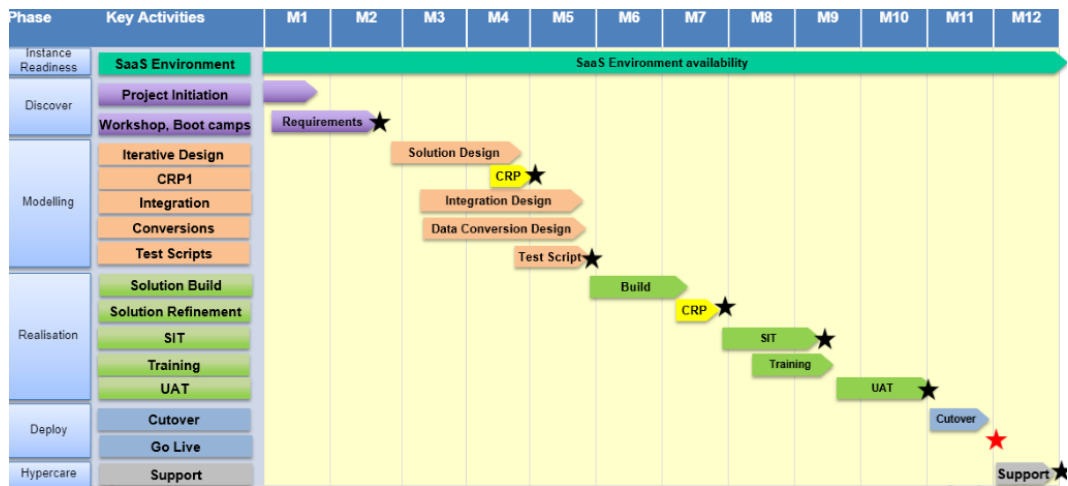 Phase Key Activities M1 M2 M3 M4 M5 M6 M7 M8 M9 M10 M11 M12
Instance
Readiness
SaaS Environment
SaaS Environment availability
Discover
Project Initiation
Workshop, Boot camps
Requirements
Modelling
Iterative Design
Solution Design
CRP1
CRP
Integration
Integration Design
Conversions
Data Conversion Design
Test Scripts
Test Script
Realisation
Solution Build
Build
Solution Refinement
CRP
SIT
SIT
Training
Training
UAT
UAT
Deploy
Cutover
Cutover
Go Live
Hypercare
Support
Support